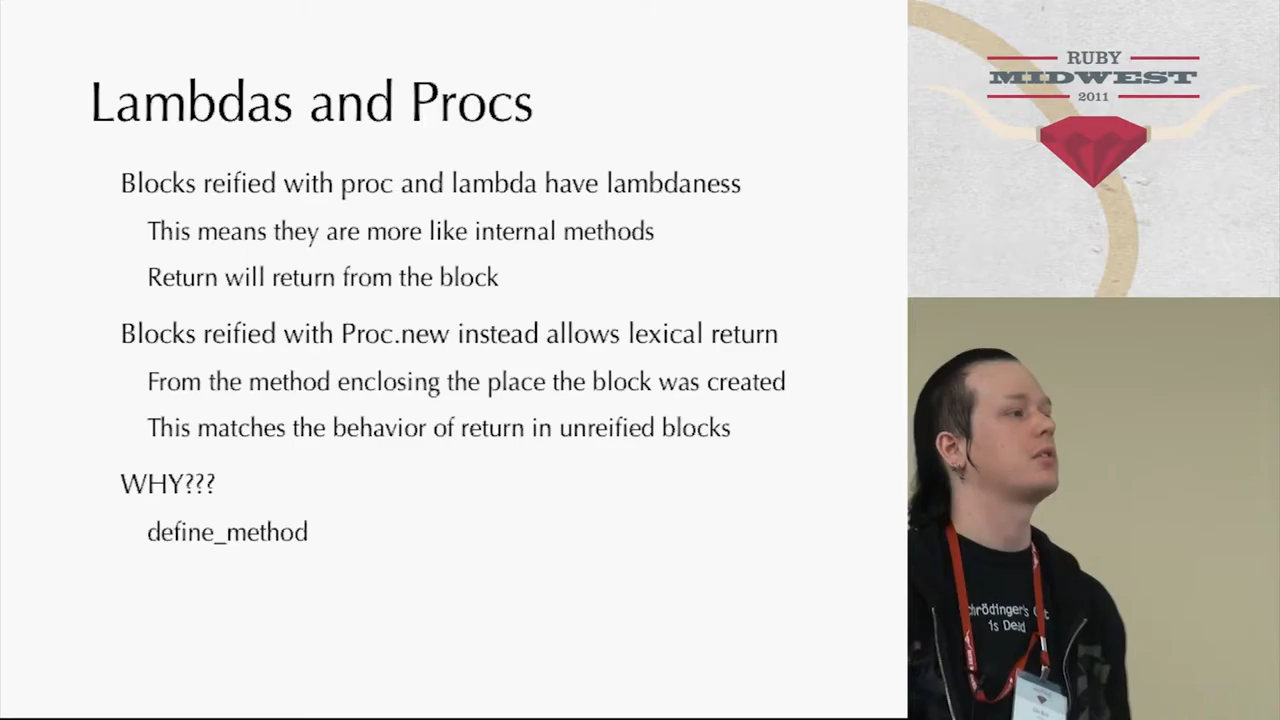 Lambdas and Procs
Blocks reified with proc and lambda have lambdaness
This means they are more like internal methods
Return will return from the block
Blocks reified with Proc.new instead allows lexical return
From the method enclosing the place the block was created
This matches the behavior of return in unreified blocks
WHY???
define_method
RUBY
MIDWEST
2011
is Dead